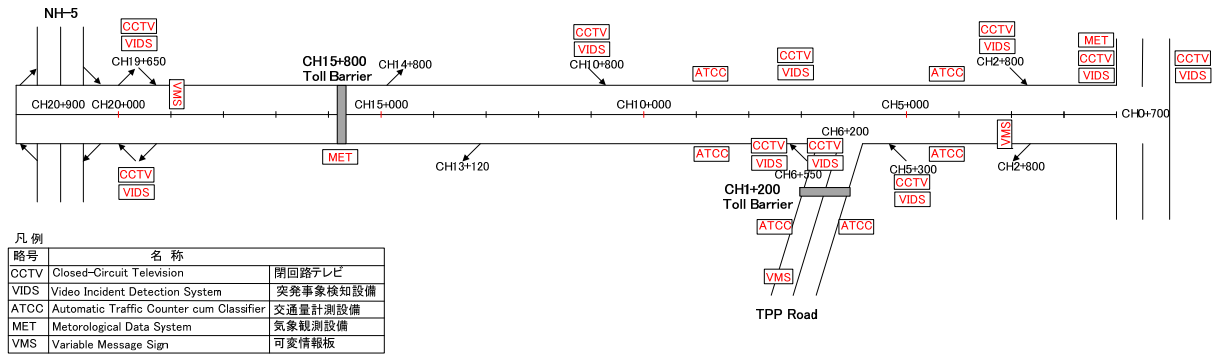 NH-5
CCTV
VIDS
CH19+650
VMS
CH15+800
Toll Barrier
CH14+800
CCTV
VIDS
CH10+800
ATCC
CCTV
VIDS
ATCC
CCTV
VIDS
CH2+800
MET
CCTV
VIDS
CCTV
VIDS
CH20+900
CH20+000
CH15+000
CH10+000
CH5+000
CH0+700
CCTV
VIDS
MET
CH13+120
ATCC
CCTV
VIDS
CH6+550
CH6+200
CCTV
VIDS
CH5+300
CCTV
VIDS
ATCC
VMS
CH2+800
CH1+200
Toll Barrier
ATCC
ATCC
VMS
TPP Road
凡 例
略号 名 称
CCTV Closed-Circuit Television 閉回路テレビ
VIDS Video Incident Detection System 突発事象検知設備
ATCC Automatic Traffic Counter cum Classifier 交通量計測設備
MET Metorological Data System 気象観測設備
VMS Variable Message Sign 可変情報板